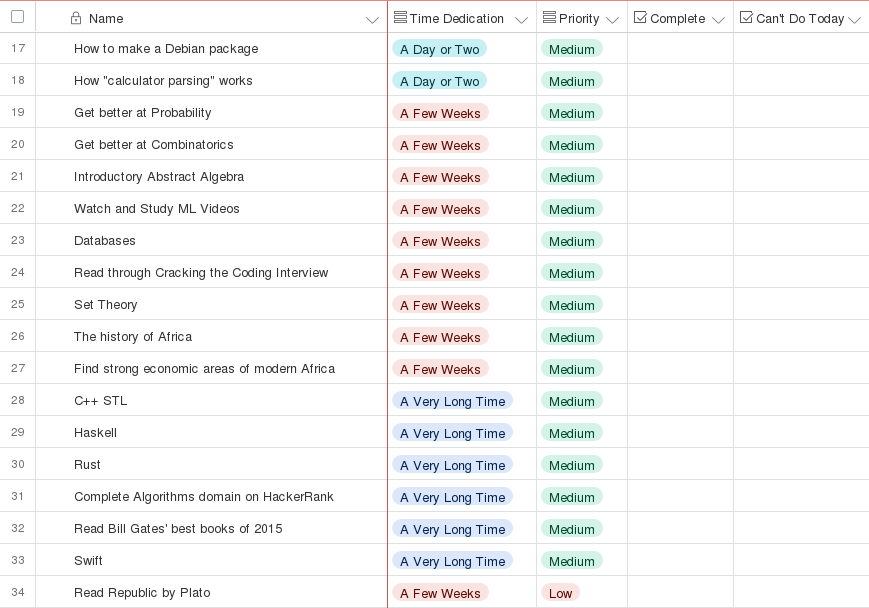 Name Time Dedication Priority Complete Can't Do Today
17 How to make a Debian package A Day or Two Medium
18 How "calculator parsing" works A Day or Two Medium
19 Get better at Probability A Few Weeks Medium
20 Get better at Combinatorics A Few Weeks Medium
21 Introductory Abstract Algebra A Few Weeks Medium
22 Watch and Study ML Videos A Few Weeks Medium
23 Databases A Few Weeks Medium
24 Read through Cracking the Coding Interview A Few Weeks Medium
25 Set Theory A Few Weeks Medium
26 The history of Africa A Few Weeks Medium
27 Find strong economic areas of modern Africa A Few Weeks Medium
28 C++ STL A Very Long Time Medium
29 Haskell A Very Long Time Medium
30 Rust A Very Long Time Medium
31 Complete Algorithms domain on HackerRank A Very Long Time Medium
32 Read Bill Gates' best books of 2015 A Very Long Time Medium
33 Swift A Very Long Time Medium
34 Read Republic by Plato A Few Weeks Low